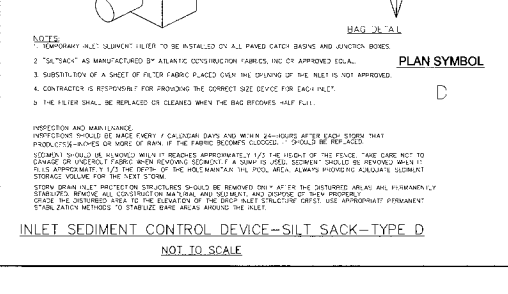 BAG DETAIL
NOTES:
1. TEMPORARY INLET SEDIMENT FILTER TO BE INSTALLED ON ALL PAVED CATCH BASINS AND JUNCTION BOXES.
2. "SILTSACK" AS MANUFACTURED BY ATLANTIC CONSTRUCTION FABRICS, INC OR APPROVED EQUAL.
PLAN SYMBOL
3. SUBSTITUTION OF A SHEET OF FILTER FABRIC PLACED OVER THE OPENING OF THE INLET IS NOT APPROVED.
4. CONTRACTOR IS RESPONSIBLE FOR PROVIDING THE CORRECT SIZE DEVICE FOR EACH INLET.
D
5. THE FILTER SHALL BE REPLACED OR CLEANED WHEN THE BAG BECOMES HALF FULL.
INSPECTION AND MAINTENANCE.
INSPECTIONS SHOULD BE MADE EVERY 7 CALENDAR DAYS AND WITHIN 24-HOURS AFTER EACH STORM THAT
PRODUCES ½-INCHES OR MORE OF RAIN. IF THE FABRIC BECOMES CLOGGED, IT SHOULD BE REPLACED.
SEDIMENT SHOULD BE REMOVED WHEN IT REACHES APPROXIMATELY 1/3 THE HEIGHT OF THE FENCE. TAKE CARE NOT TO
DAMAGE OR UNDERCUT FABRIC WHEN REMOVING SEDIMENT. IF A SUMP IS USED, SEDIMENT SHOULD BE REMOVED WHEN IT
FILLS APPROXIMATELY 1/3 THE DEPTH OF THE HOLE. MAINTAIN THE POOL AREA, ALWAYS PROVIDING ADEQUATE SEDIMENT
STORAGE VOLUME FOR THE NEXT STORM.
STORM DRAIN INLET PROTECTION STRUCTURES SHOULD BE REMOVED ONLY AFTER THE DISTURBED AREAS ARE PERMANENTLY
STABILIZED. REMOVE ALL CONSTRUCTION MATERIAL AND SEDIMENT, AND DISPOSE OF THEM PROPERLY.
GRADE THE DISTURBED AREA TO THE ELEVATION OF THE DROP INLET STRUCTURE CREST. USE APPROPRIATE PERMANENT
STABILIZATION METHODS TO STABILIZE BARE AREAS AROUND THE INLET.
INLET SEDIMENT CONTROL DEVICE-SILT SACK-TYPE D
NOT TO SCALE